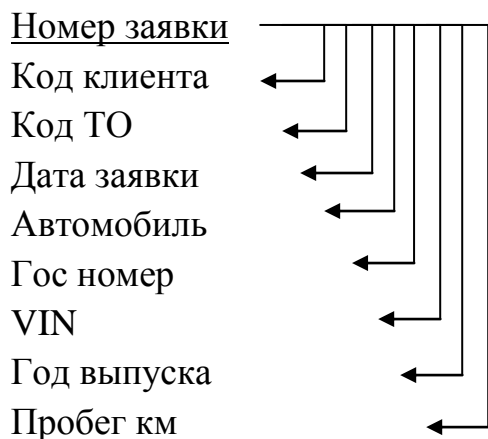 Номер заявки
Код клиента
Код ТО
Дата заявки
Автомобиль
Гос номер
VIN
Год выпуска
Пробег км